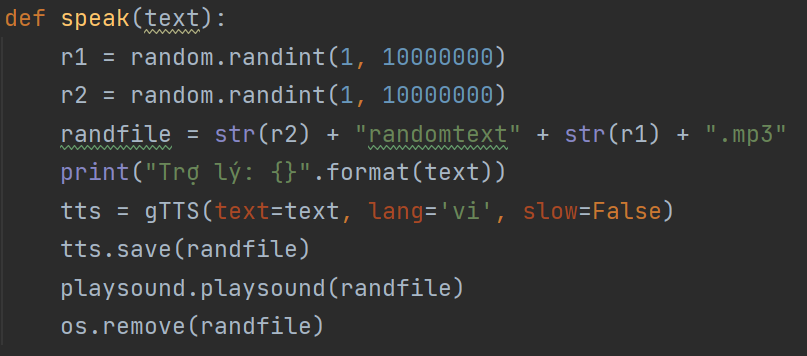 def speak(text):
    r1 = random.randint(1, 10000000)
    r2 = random.randint(1, 10000000)
    randfile = str(r2) + "randomtext" + str(r1) + ".mp3"
    print("Trợ lý: {}".format(text))
    tts = gTTS(text=text, lang='vi', slow=False)
    tts.save(randfile)
    playsound.playsound(randfile)
    os.remove(randfile)